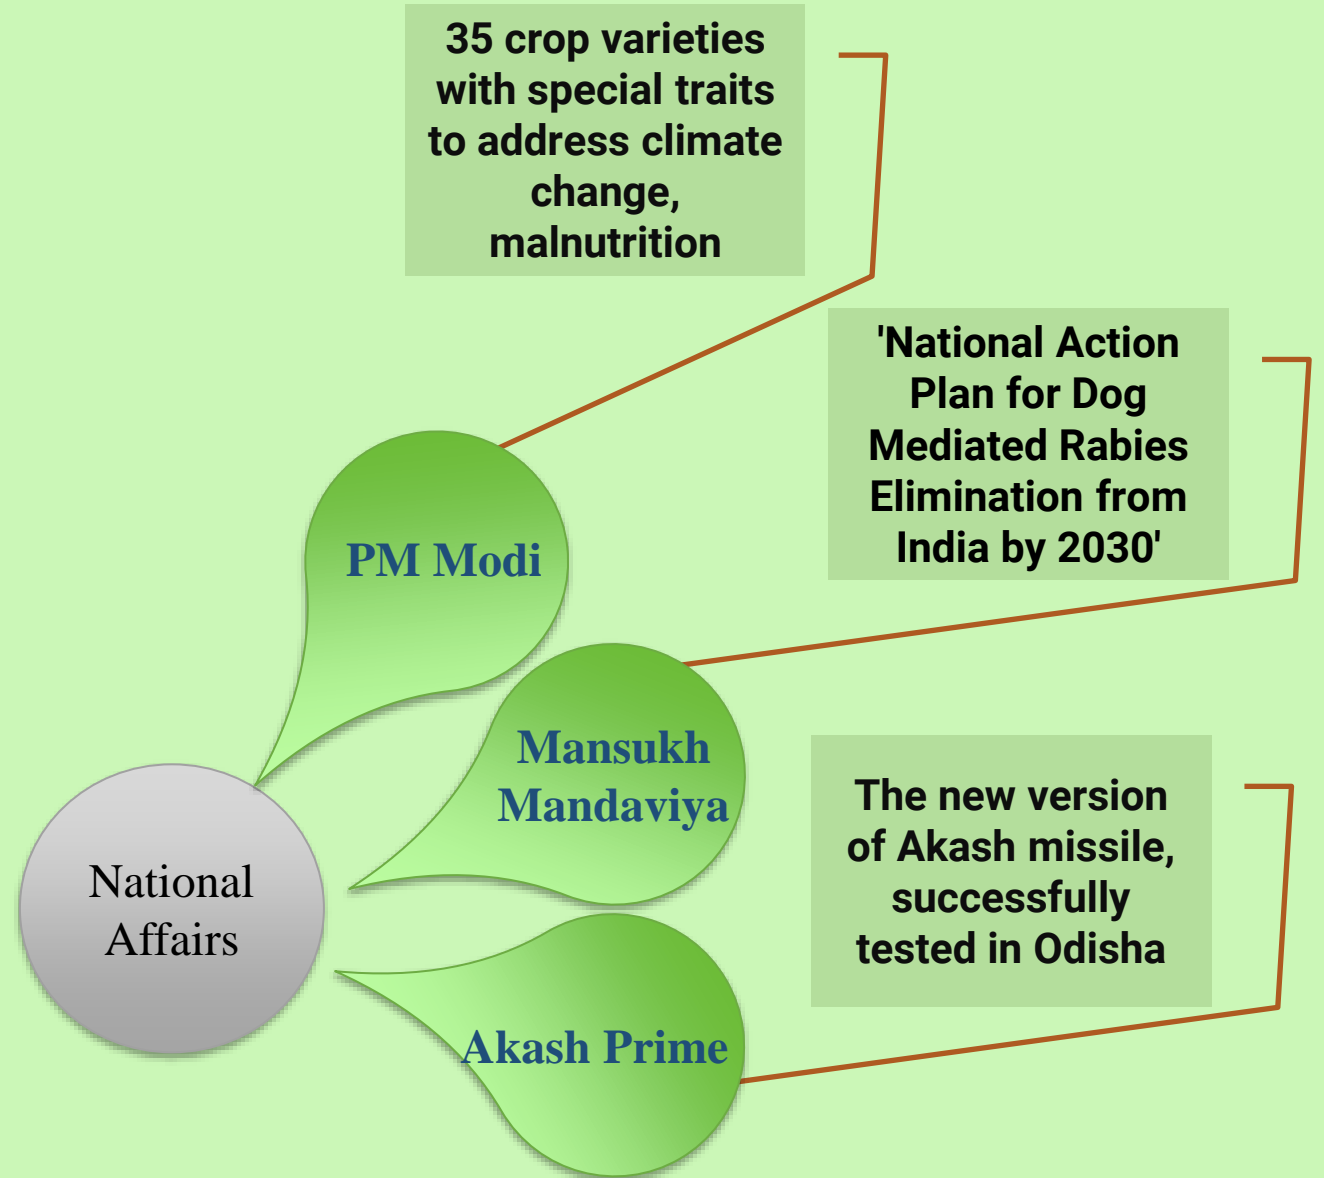 35 crop varieties
with special traits
to address climate
change,
malnutrition
'National Action
Plan for Dog
Mediated Rabies
Elimination from
India by 2030'
PM Modi
Mansukh
Mandaviya
The new version
of Akash missile,
successfully
tested in Odisha
National
Affairs
Akash Prime